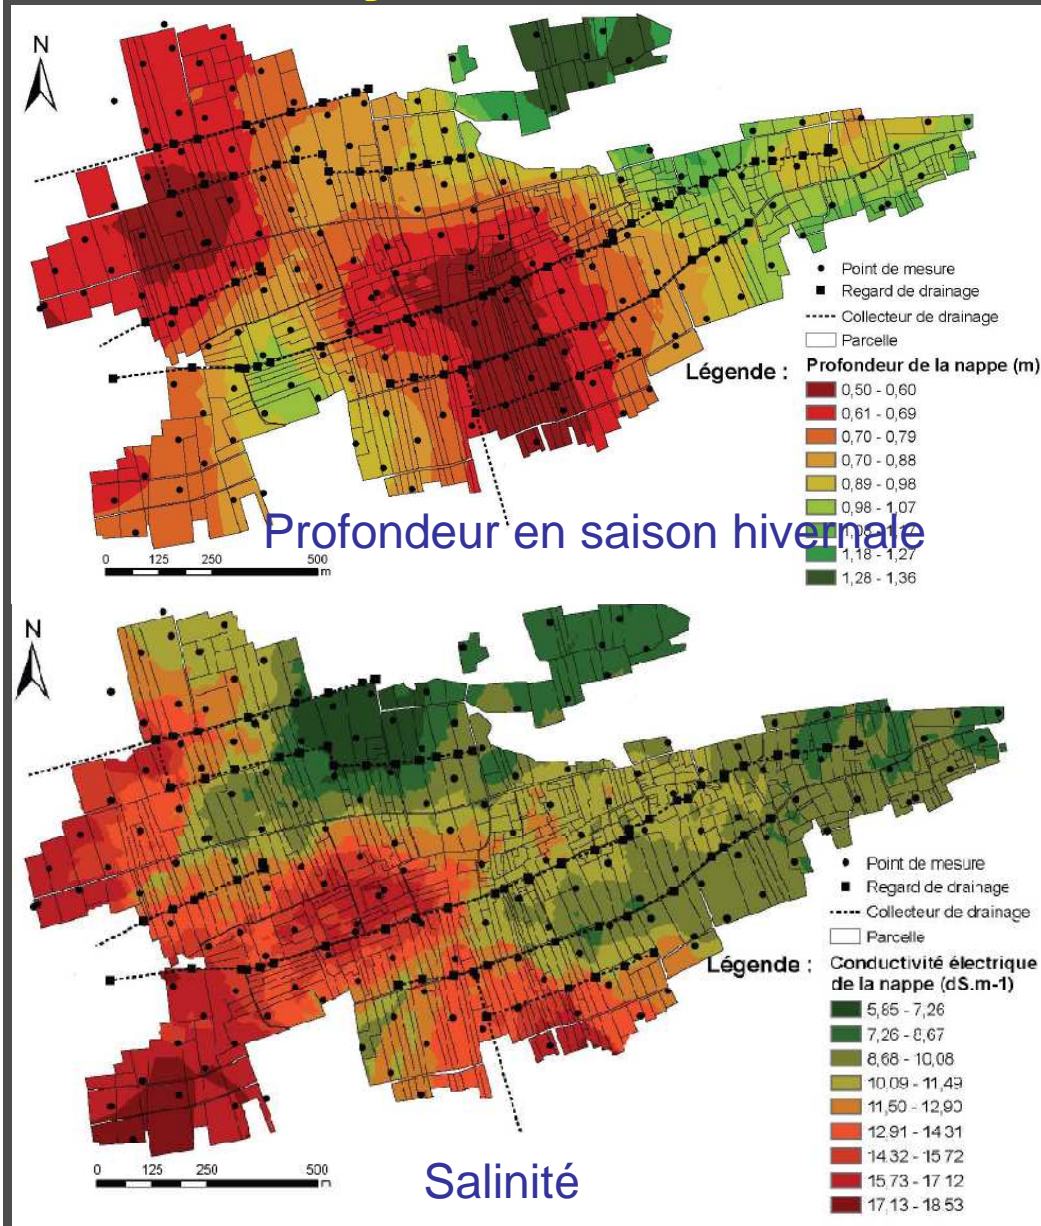 N
Point de mesure
Regard de drainage
Collecteur de drainage
Parcelle
Légende :
Profondeur de la nappe (m)
0,50 - 0,60
0,61 - 0,69
0,70 - 0,79
0,70 - 0,88
0,89 - 0,98
0,98 - 1,07
1,18 - 1,27
1,28 - 1,36
Profondeur en saison hivernale
0 125 250 500
m
N
Point de mesure
Regard de drainage
Collecteur de drainage
Parcelle
Légende :
Conductivité électrique
de la nappe (dS.m-1)
5,85 - 7,26
7,26 - 8,67
8,68 - 10,08
10,09 - 11,49
11,50 - 12,90
12,91 - 14 31
14,32 - 15,72
15,73 - 17 12
17,13 - 18 53
0 125 250 500
m
Salinité